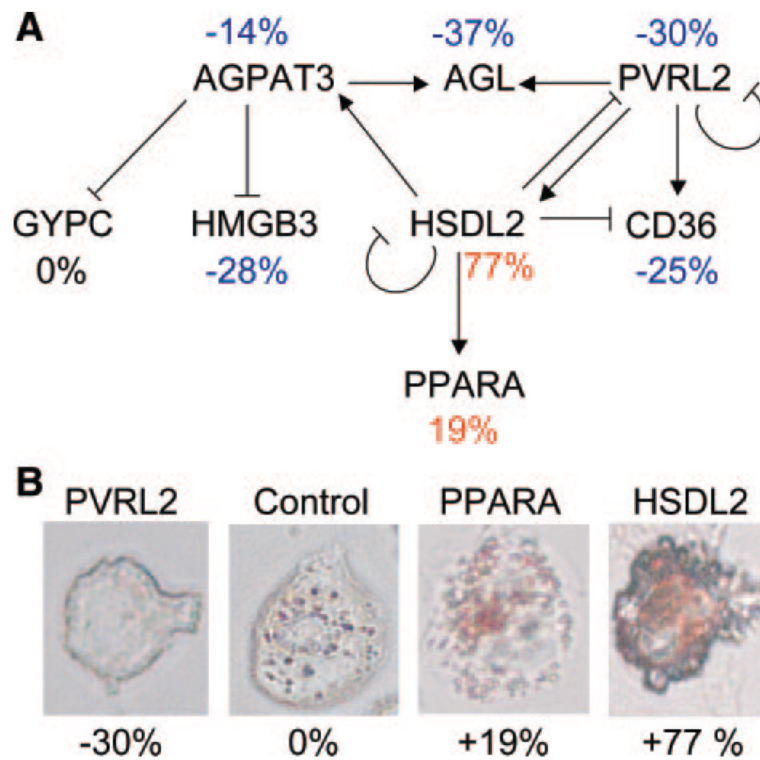 A
-14% -37% -30%
AGPAT3 AGL PVRL2
GYPC HMGB3 HSDL2 CD36
0% -28% 77% -25%
PPARA
19%
B
PVRL2 Control PPARA HSDL2
-30% 0% +19% +77 %